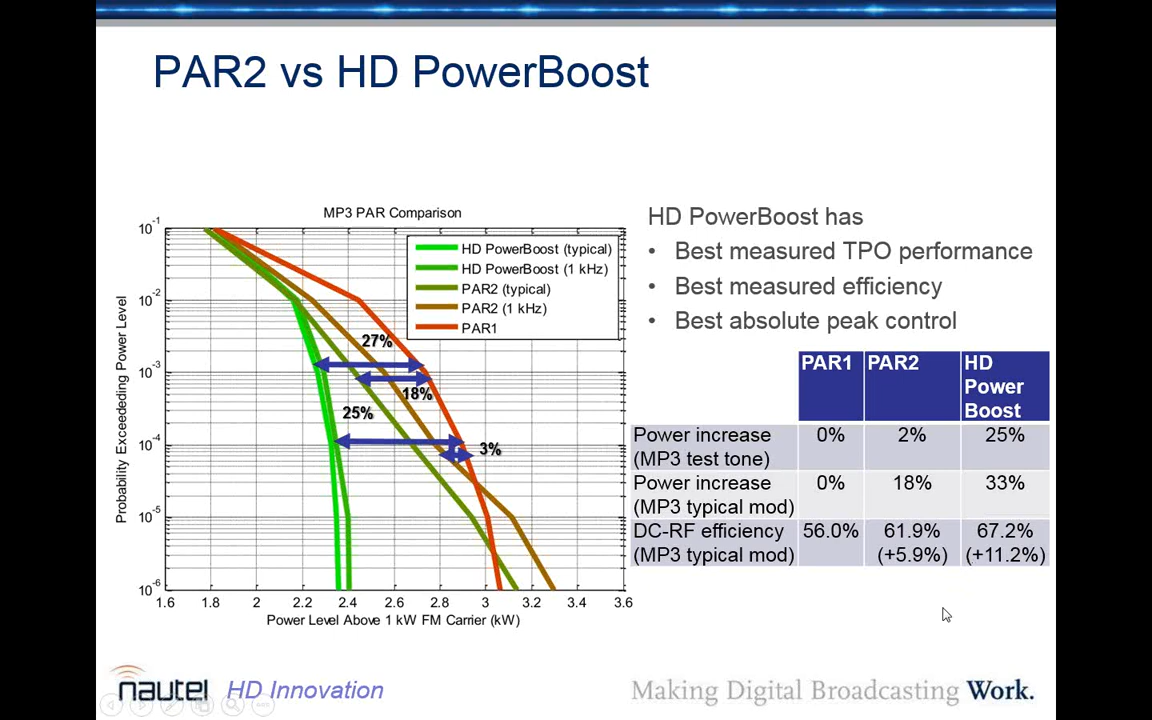 PAR2 vs HD PowerBoost
MP3 PAR Comparison
Probability Exceededing Power Level
10-1
10-2
10-3
10-4
10-5
10-6
HD PowerBoost (typical)
HD PowerBoost (1 kHz)
PAR2 (typical)
PAR2 (1 kHz)
PAR1
27%
18%
25%
3%
1.6 1.8 2 2.2 2.4 2.6 2.8 3 3.2 3.4 3.6
Power Level Above 1 kW FM Carrier (kW)
HD PowerBoost has
• Best measured TPO performance
• Best measured efficiency
• Best absolute peak control
PAR1 PAR2 HD
Power
Boost
Power increase 0% 2% 25%
(MP3 test tone)
Power increase 0% 18% 33%
(MP3 typical mod)
DC-RF efficiency 56.0% 61.9% 67.2%
(MP3 typical mod) (+5.9%) (+11.2%)
nautel HD Innovation
Making Digital Broadcasting Work.